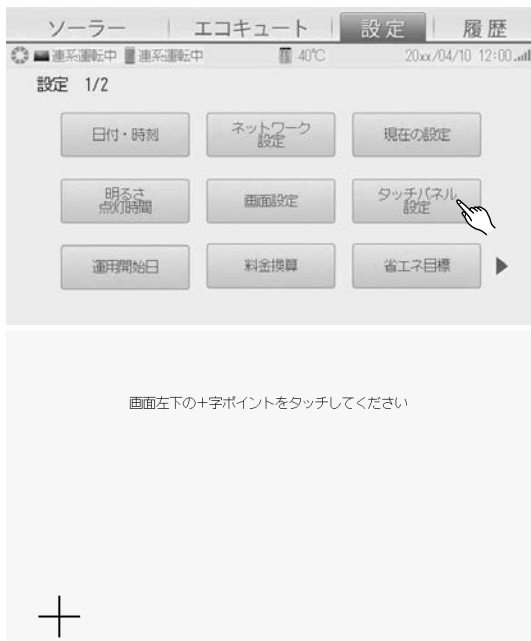 ソーラー エコキュート 設定 履歴
連系運転中 連系運転中 40℃ 20xx/04/10 12:00
設定 1/2
日付・時刻 ネットワーク設定 現在の設定
明るさ点灯時間 画面設定 タッチパネル設定
運用開始日 料金換算 省エネ目標
画面左下の+字ポイントをタッチしてください